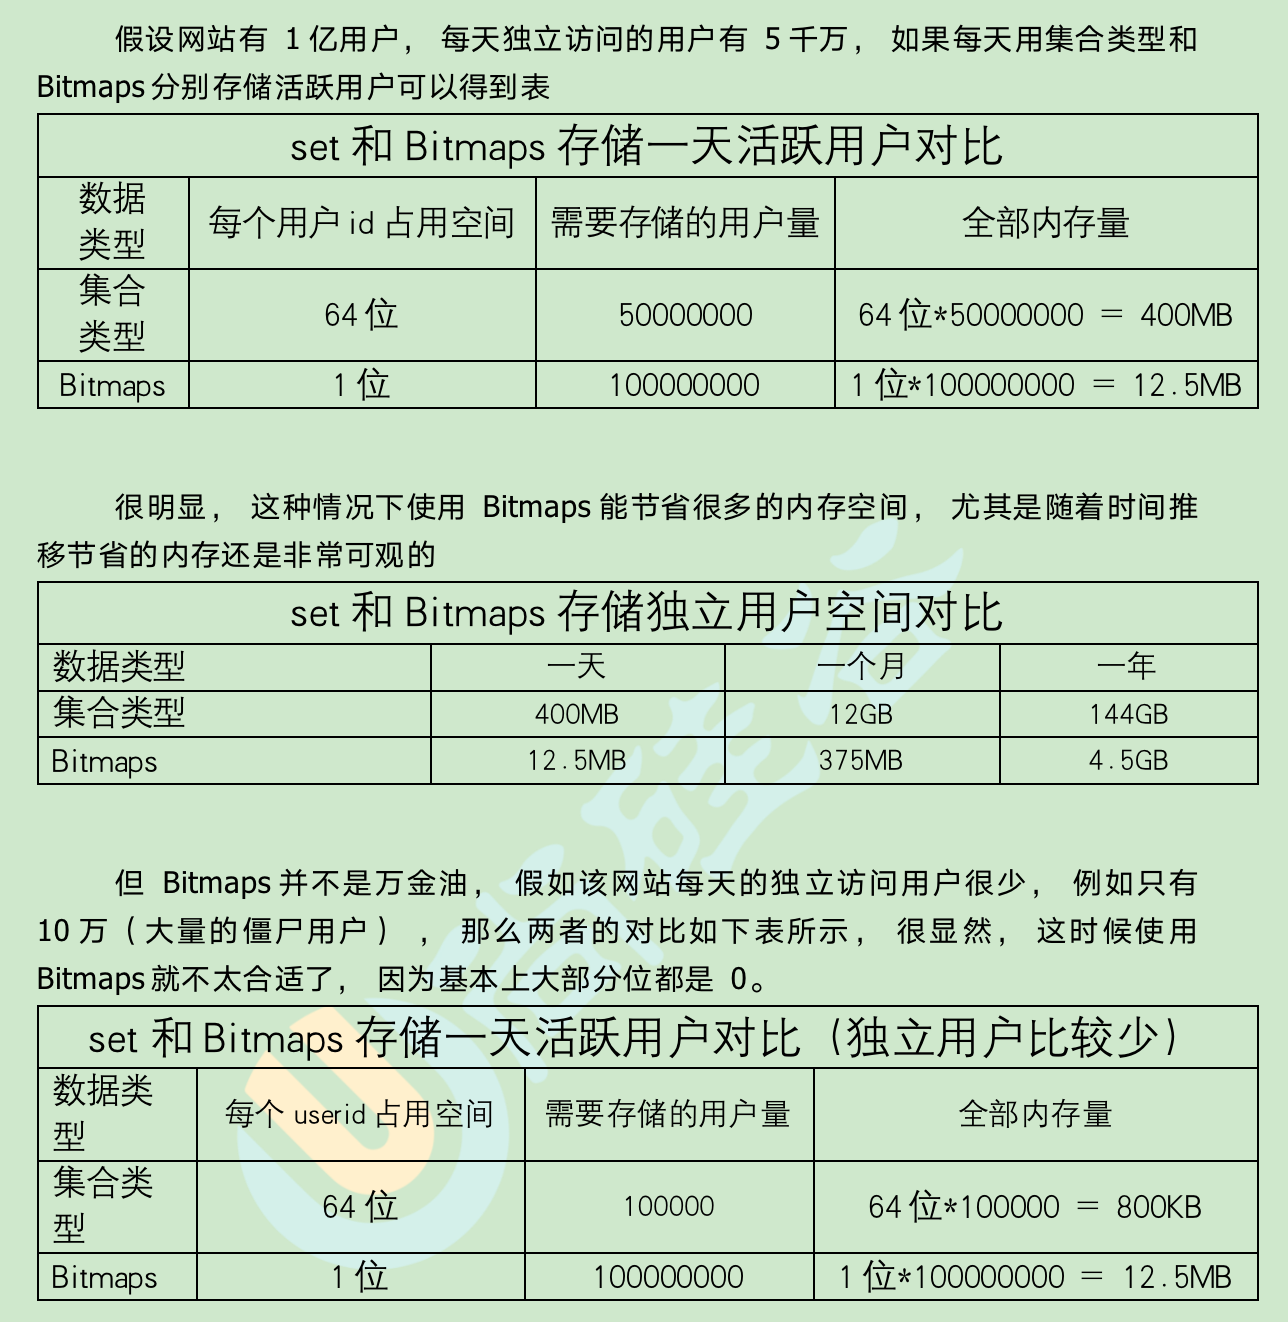 假设网站有 1 亿用户， 每天独立访问的用户有 5 千万， 如果每天用集合类型和
Bitmaps 分别存储活跃用户可以得到表
set 和 Bitmaps 存储一天活跃用户对比
数据类型 每个用户 id 占用空间 需要存储的用户量 全部内存量
集合类型 64 位 50000000 64 位*50000000 = 400MB
Bitmaps 1 位 100000000 1 位*100000000 = 12.5MB
很明显， 这种情况下使用 Bitmaps 能节省很多的内存空间， 尤其是随着时间推
移节省的内存还是非常可观的
set 和 Bitmaps 存储独立用户空间对比
数据类型 一天 一个月 一年
集合类型 400MB 12GB 144GB
Bitmaps 12.5MB 375MB 4.5GB
但 Bitmaps 并不是万金油， 假如该网站每天的独立访问用户很少， 例如只有
10 万（大量的僵尸用户） ， 那么两者的对比如下表所示， 很显然， 这时候使用
Bitmaps 就不太合适了， 因为基本上大部分位都是 0。
set 和 Bitmaps 存储一天活跃用户对比（独立用户比较少）
数据类型 每个 userid 占用空间 需要存储的用户量 全部内存量
集合类型 64 位 100000 64 位*100000 = 800KB
Bitmaps 1 位 100000000 1 位*100000000 = 12.5MB
尚硅谷